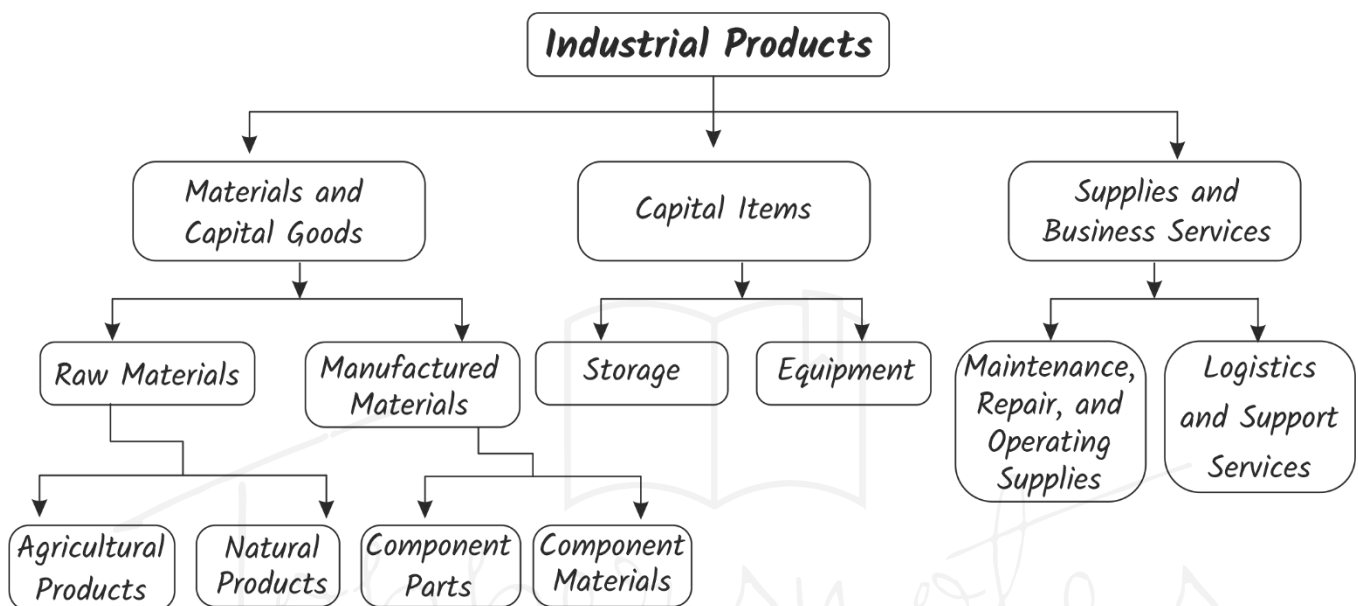 Industrial Products
Materials and
Capital Goods
Capital Items
Supplies and
Business Services
Raw Materials
Manufactured
Materials
Storage
Equipment
Maintenance,
Repair, and
Operating
Supplies
Logistics
and Support
Services
Agricultural
Products
Natural
Products
Component
Parts
Component
Materials